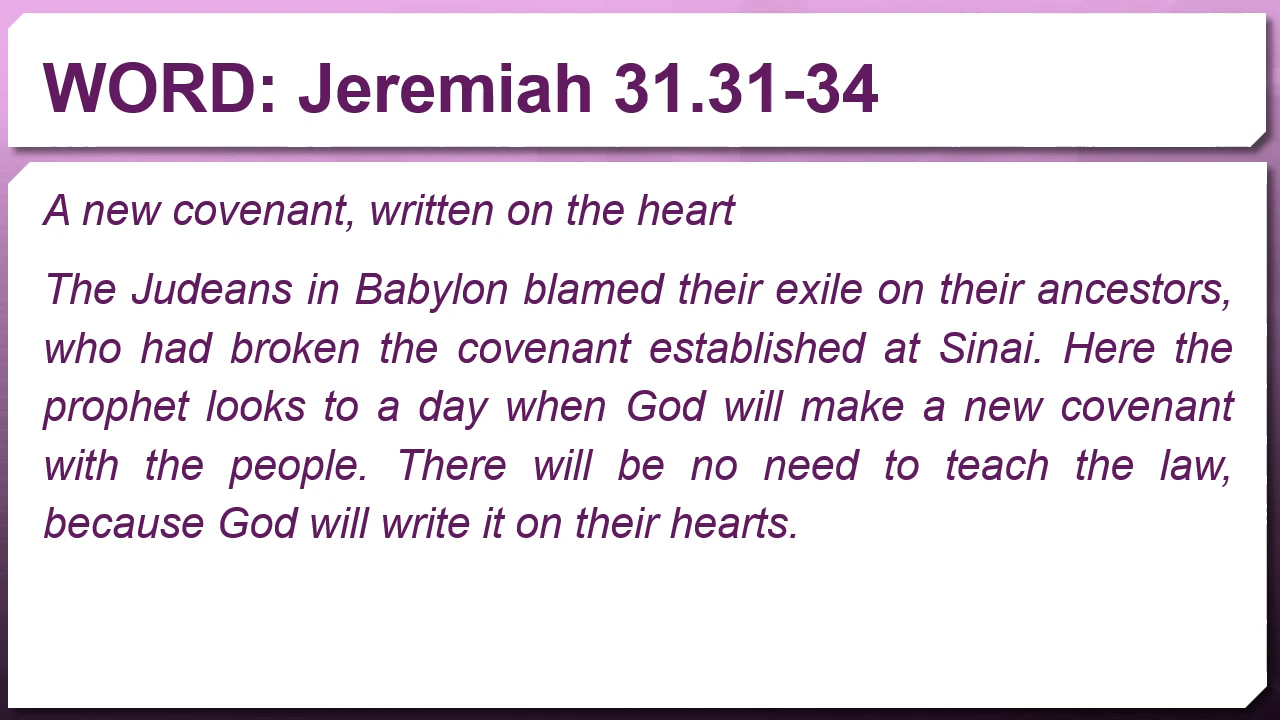 WORD: Jeremiah 31.31-34
A new covenant, written on the heart
The Judeans in Babylon blamed their exile on their ancestors,
who had broken the covenant established at Sinai. Here the
prophet looks to a day when God will make a new covenant
with the people. There will be no need to teach the law,
because God will write it on their hearts.